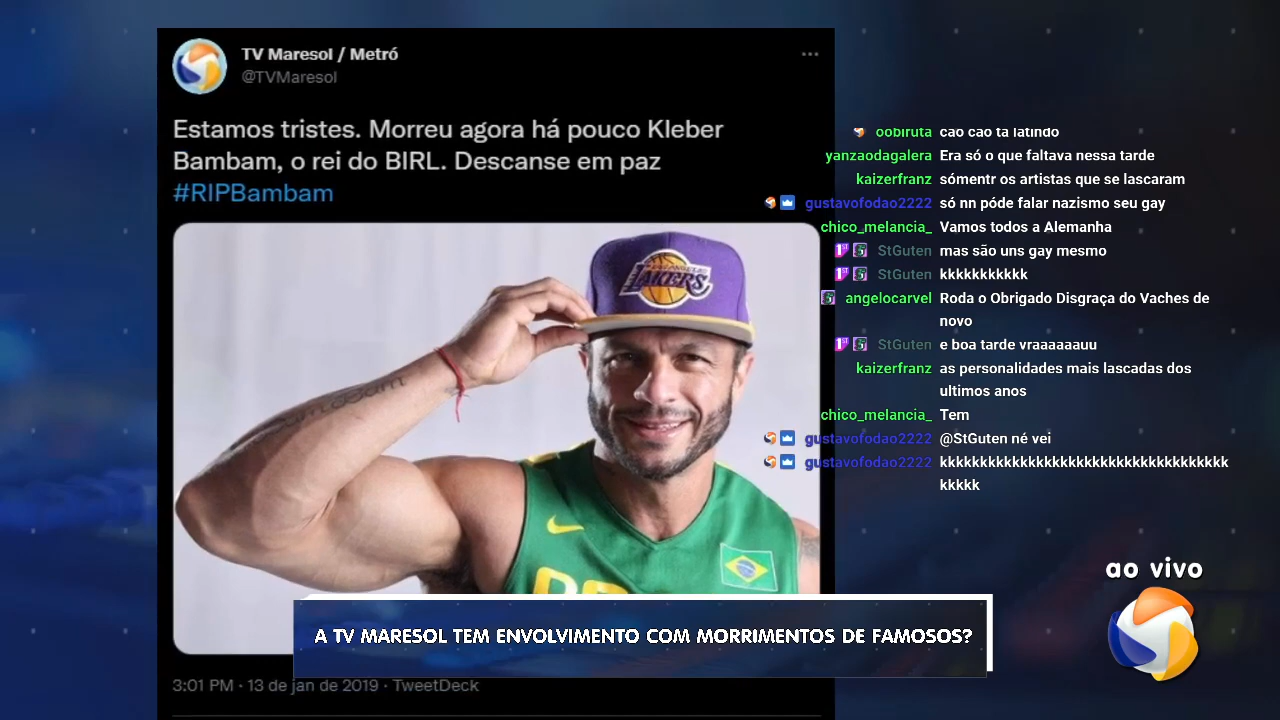 TV Maresol / Metró
@TVMaresol
Estamos tristes. Morreu agora há pouco Kleber
Bambam, o rei do BIRL. Descanse em paz
#RIPBambam
LAKERS
A TV MARESOL TEM ENVOLVIMENTO COM MORRIMENTOS DE FAMOSOS?
3:01 PM · 13 de jan de 2019 · TweetDeck
oobiruta cao cao ta latindo
yanzaodagalera Era só o que faltava nessa tarde
kaizerfranz sómentr os artistas que se lascaram
gustavofodao2222 só nn póde falar nazismo seu gay
chico_melancia_ Vamos todos a Alemanha
StGuten mas são uns gay mesmo
StGuten kkkkkkkkkkk
angelocarvel Roda o Obrigado Disgraça do Vaches de
novo
StGuten e boa tarde vraaaaaauu
kaizerfranz as personalidades mais lascadas dos
ultimos anos
chico_melancia_ Tem
gustavofodao2222 @StGuten né vei
gustavofodao2222 kkkkkkkkkkkkkkkkkkkkkkkkkkkkkkkkkkkk
kkkkk
ao vivo